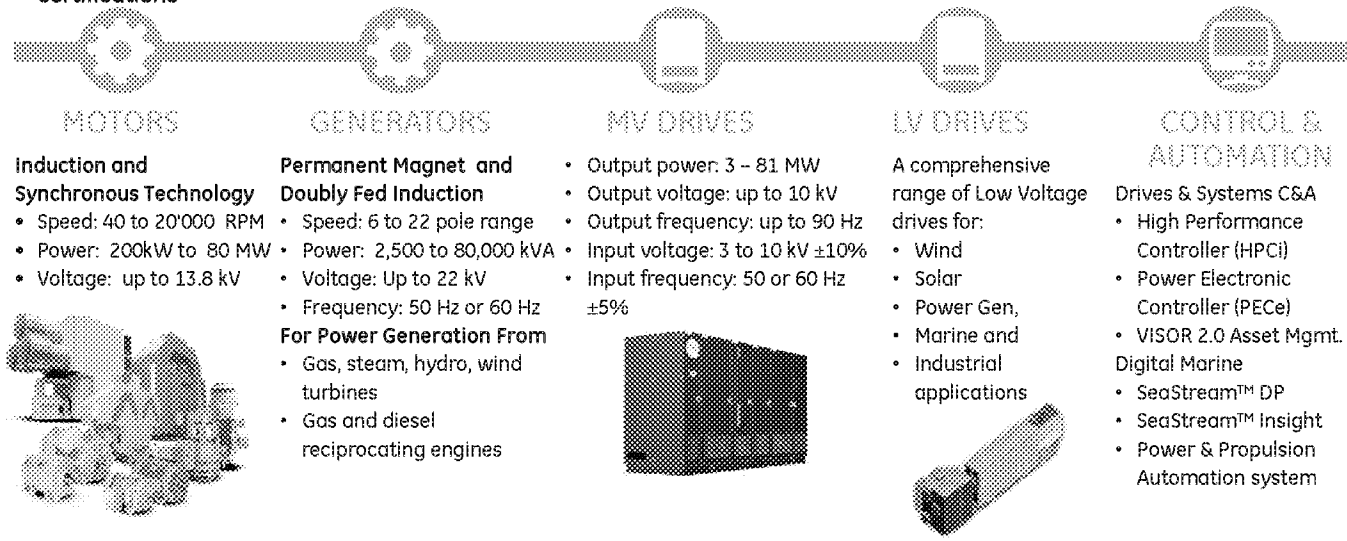 MOTORS
Induction and
Synchronous Technology
• Speed: 40 to 20'000 RPM
• Power: 200kW to 80 MW
• Voltage: up to 13.8 kV
GENERATORS
Permanent Magnet and
Doubly Fed Induction
• Speed: 6 to 22 pole range
• Power: 2,500 to 80,000 kVA
• Voltage: Up to 22 kV
• Frequency: 50 Hz or 60 Hz
For Power Generation From
• Gas, steam, hydro, wind
turbines
• Gas and diesel
reciprocating engines
MV DRIVES
• Output power: 3 – 81 MW
• Output voltage: up to 10 kV
• Output frequency: up to 90 Hz
• Input voltage: 3 to 10 kV ±10%
• Input frequency: 50 or 60 Hz
±5%
LV DRIVES
A comprehensive
range of Low Voltage
drives for:
• Wind
• Solar
• Power Gen,
• Marine and
• Industrial
applications
CONTROL &
AUTOMATION
Drives & Systems C&A
• High Performance
Controller (HPCi)
• Power Electronic
Controller (PECe)
• VISOR 2.0 Asset Mgmt.
Digital Marine
• SeaStream™ DP
• SeaStream™ Insight
• Power & Propulsion
Automation system